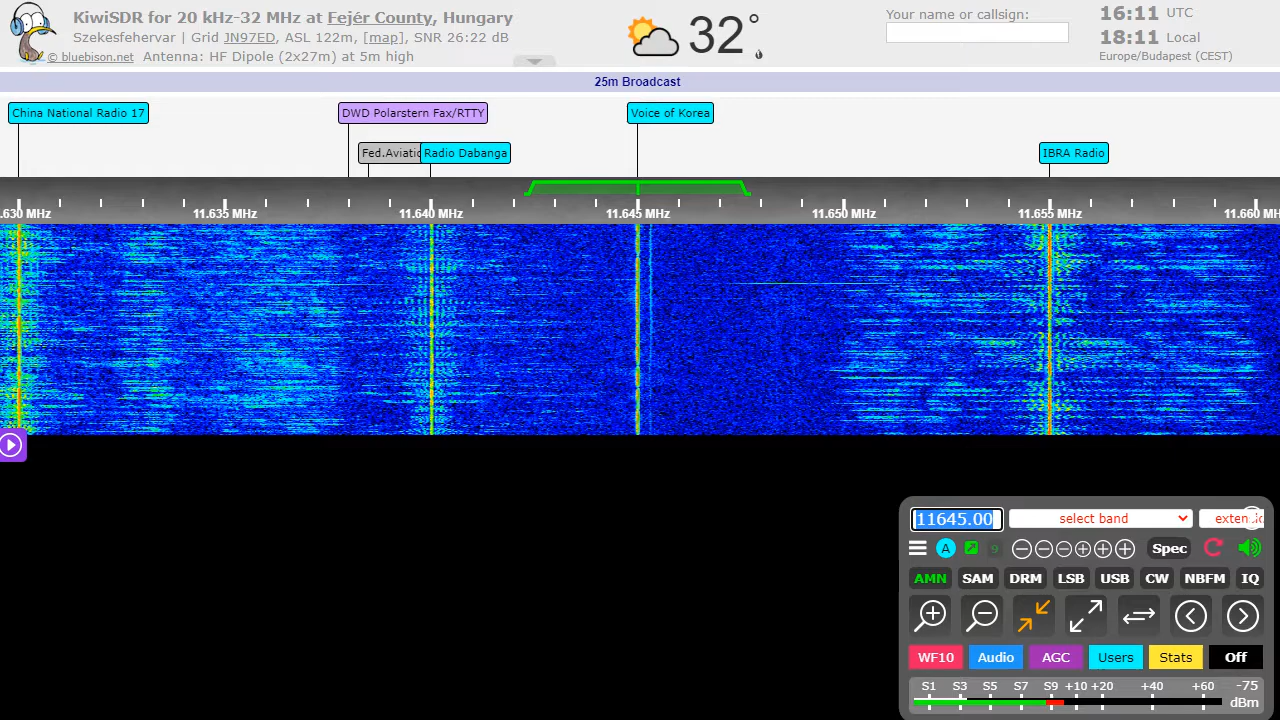 KiwiSDR for 20 kHz-32 MHz at Fejér County, Hungary
Szekesfehervar | Grid JN97ED, ASL 122m, [map], SNR 26:22 dB
© bluebison.net Antenna: HF Dipole (2x27m) at 5m high
32°
Your name or callsign:
16:11 UTC
18:11 Local
Europe/Budapest (CEST)
25m Broadcast
China National Radio 17
DWD Polarstern Fax/RTTY
Voice of Korea
Fed.Aviatic
Radio Dabanga
IBRA Radio
.630 MHz
11.635 MHz
11.640 MHz
11.645 MHz
11.650 MHz
11.655 MHz
11.660 MH
11645.00
select band
A
9
Spec
AMN SAM DRM LSB USB CW NBFM IQ
WF10 Audio AGC Users Stats Off
S1 S3 S5 S7 S9 +10 +20 +40 +60 -75
dBm